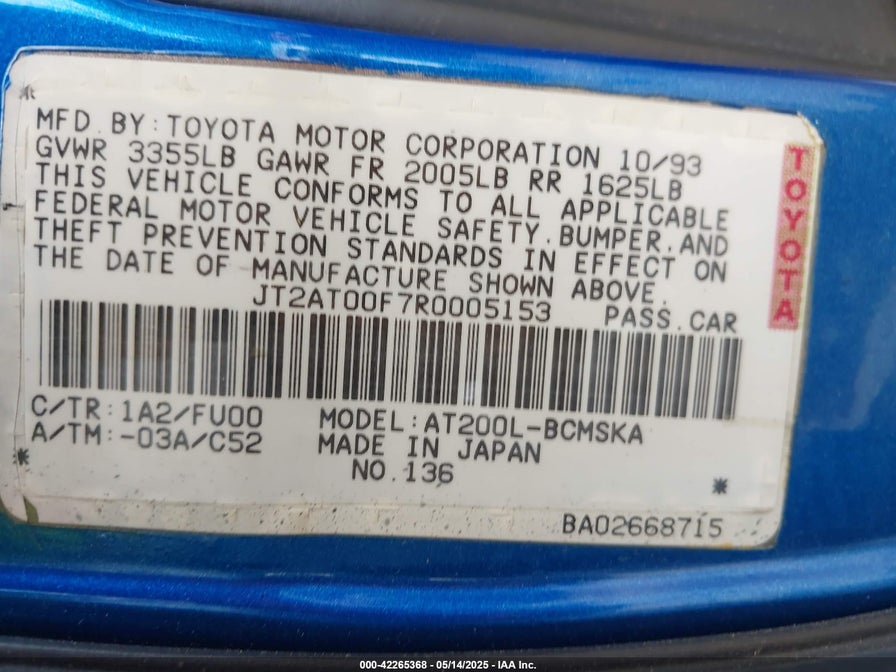 MFD. BY: TOYOTA MOTOR CORPORATION 10/93
GVWR 3355LB GAWR FR 2005LB RR 1625LB
THIS VEHICLE CONFORMS TO ALL APPLICABLE
FEDERAL MOTOR VEHICLE SAFETY, BUMPER, AND
THEFT PREVENTION STANDARDS IN EFFECT ON
THE DATE OF MANUFACTURE SHOWN ABOVE.
JT2AT00F7R0005153 PASS. CAR
TOYOTA
C/TR: 1A2/FU00 MODEL: AT200L-BCMSKA
A/TM: -03A/C52 MADE IN JAPAN
NO. 136
BA02668715
000-42265368 - 05/14/2025 - IAA Inc.